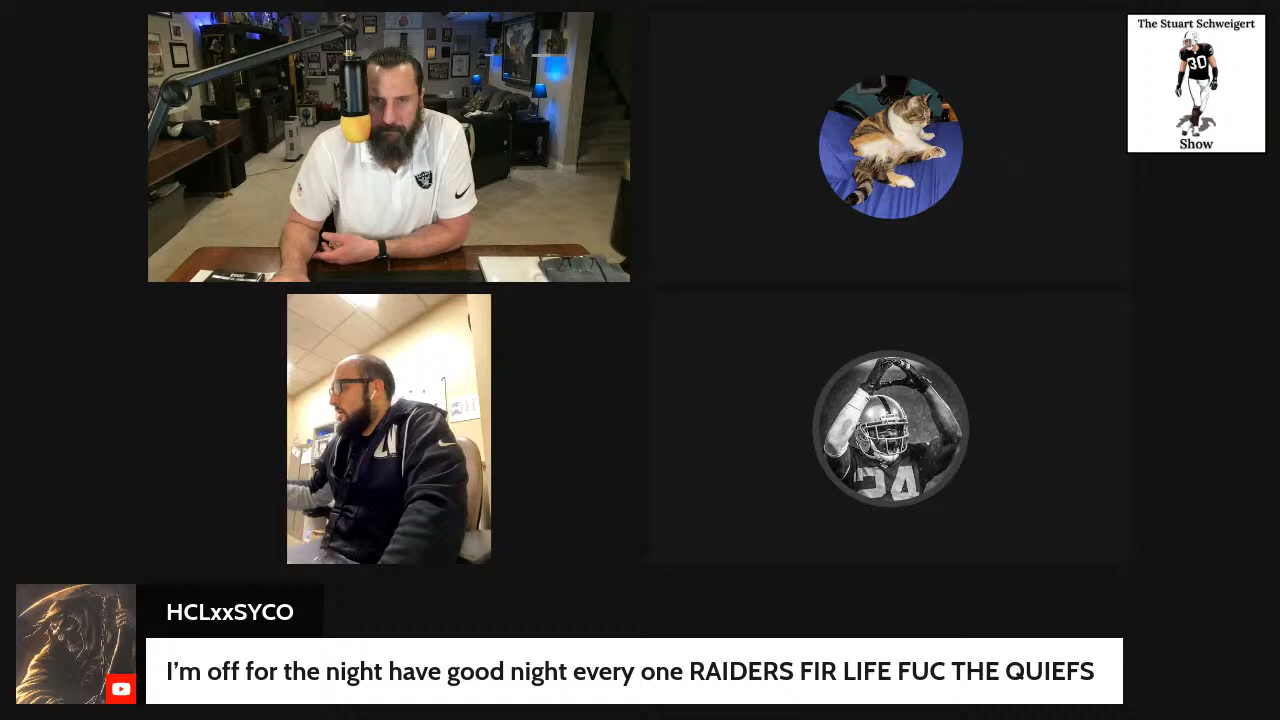 The Stuart Schweigert
30
Show
24
HCLxxSYCO
I’m off for the night have good night every one RAIDERS FIR LIFE FUC THE QUIEFS